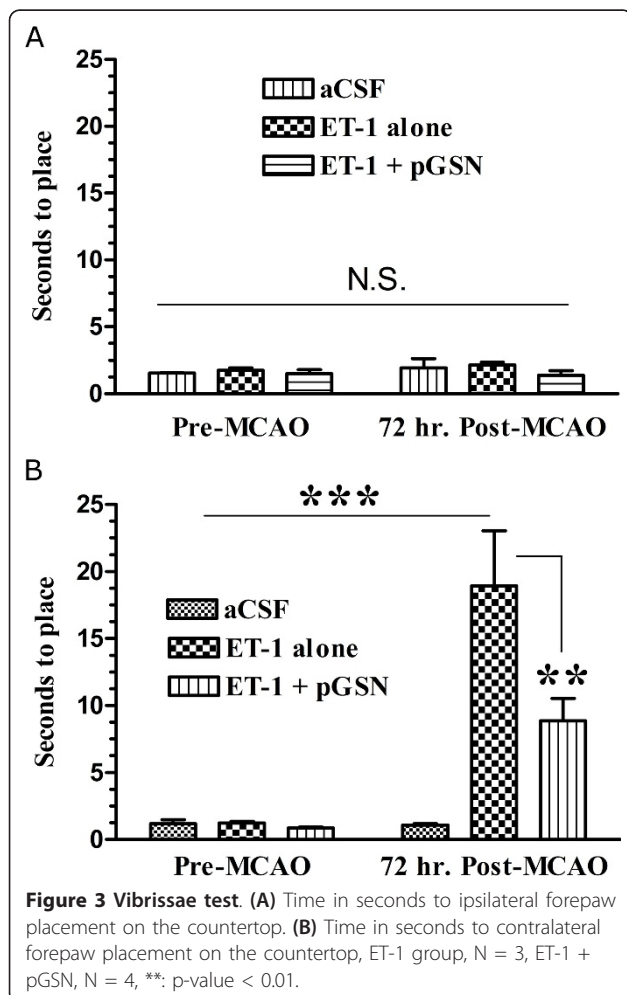 A
25
20
15
10
5
0
Seconds to place
aCSF
ET-1 alone
ET-1 + pGSN
N.S.
Pre-MCAO 72 hr. Post-MCAO
B
25
20
15
10
5
0
Seconds to place
***
aCSF
ET-1 alone
ET-1 + pGSN
**
Pre-MCAO 72 hr. Post-MCAO
Figure 3 Vibrissae test. (A) Time in seconds to ipsilateral forepaw
placement on the countertop. (B) Time in seconds to contralateral
forepaw placement on the countertop, ET-1 group, N = 3, ET-1 +
pGSN, N = 4, **: p-value < 0.01.